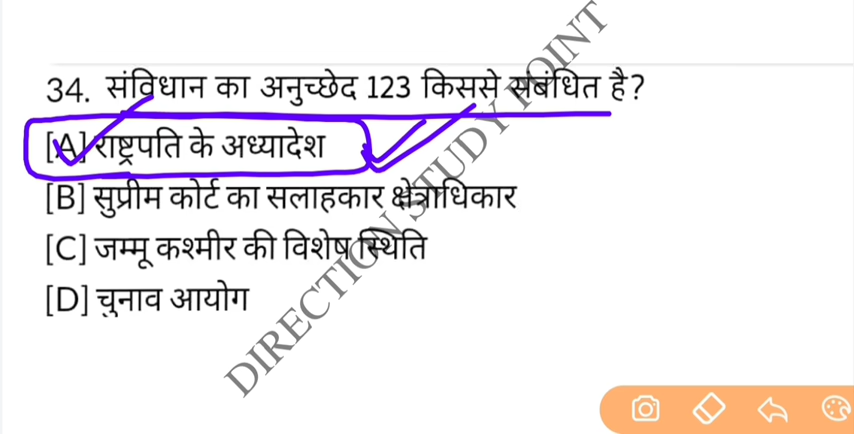 34. संविधान का अनुच्छेद 123 किससे संबंधित है?
[A] राष्ट्रपति के अध्यादेश
[B] सुप्रीम कोर्ट का सलाहकार क्षेत्राधिकार
[C] जम्मू कश्मीर की विशेष स्थिति
[D] चुनाव आयोग
DIRECTION STUDY POINT